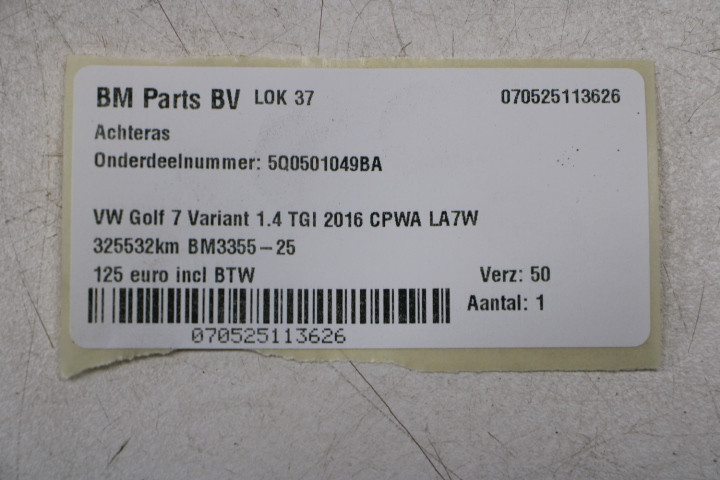 BM Parts BV LOK 37 070525113626
Achteras
Onderdeelnummer: 5Q0501049BA
VW Golf 7 Variant 1.4 TGI 2016 CPWA LA7W
325532km BM3355-25
125 euro incl BTW Verz: 50
Aantal: 1
070525113626